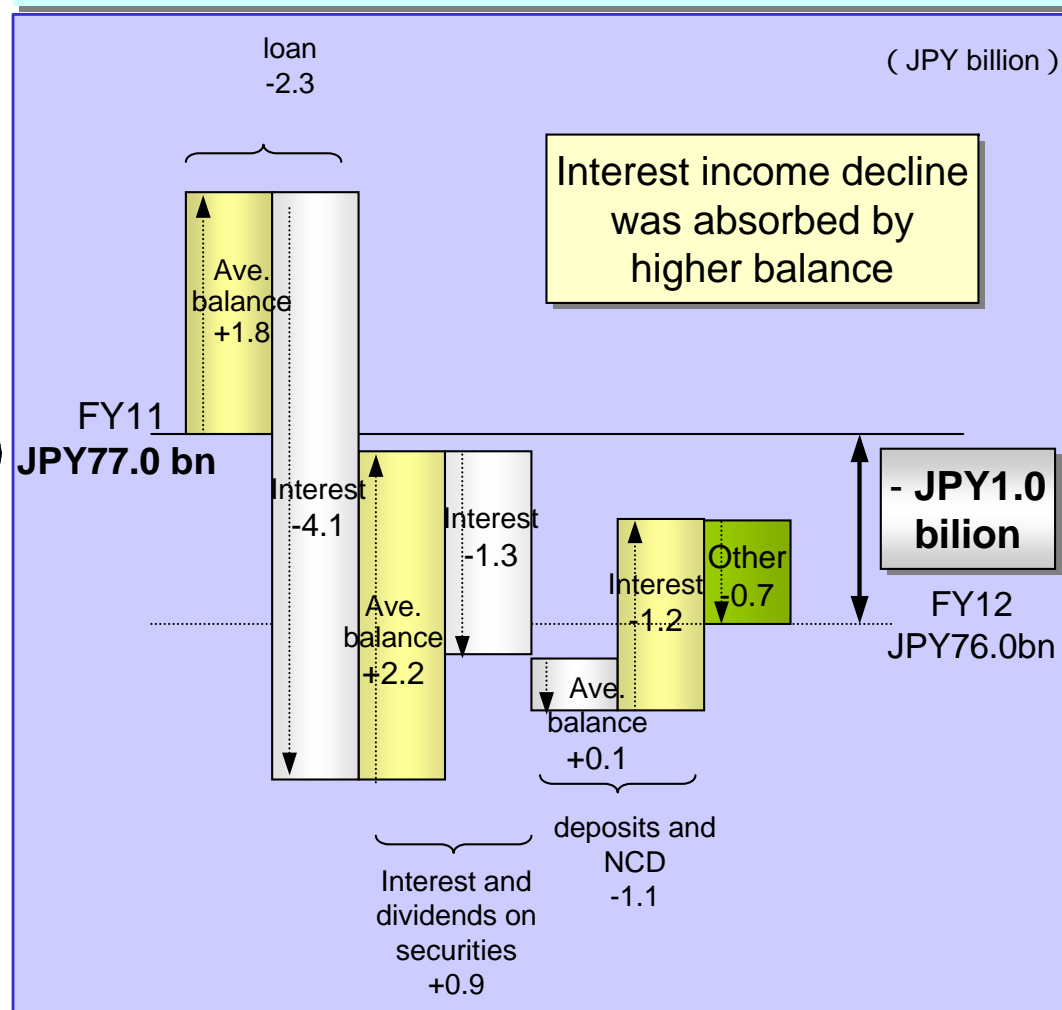 loan
-2.3
( JPY billion )
Interest income decline
was absorbed by
higher balance
Ave.
balance
+1.8
FY11
JPY77.0 bn
Interest
-4.1
Ave.
balance
+2.2
Interest
-1.3
Ave.
balance
+0.1
Interest
-1.2
Other
-0.7
- JPY1.0
bilion
FY12
JPY76.0bn
deposits and
NCD
-1.1
Interest and
dividends on
securities
+0.9